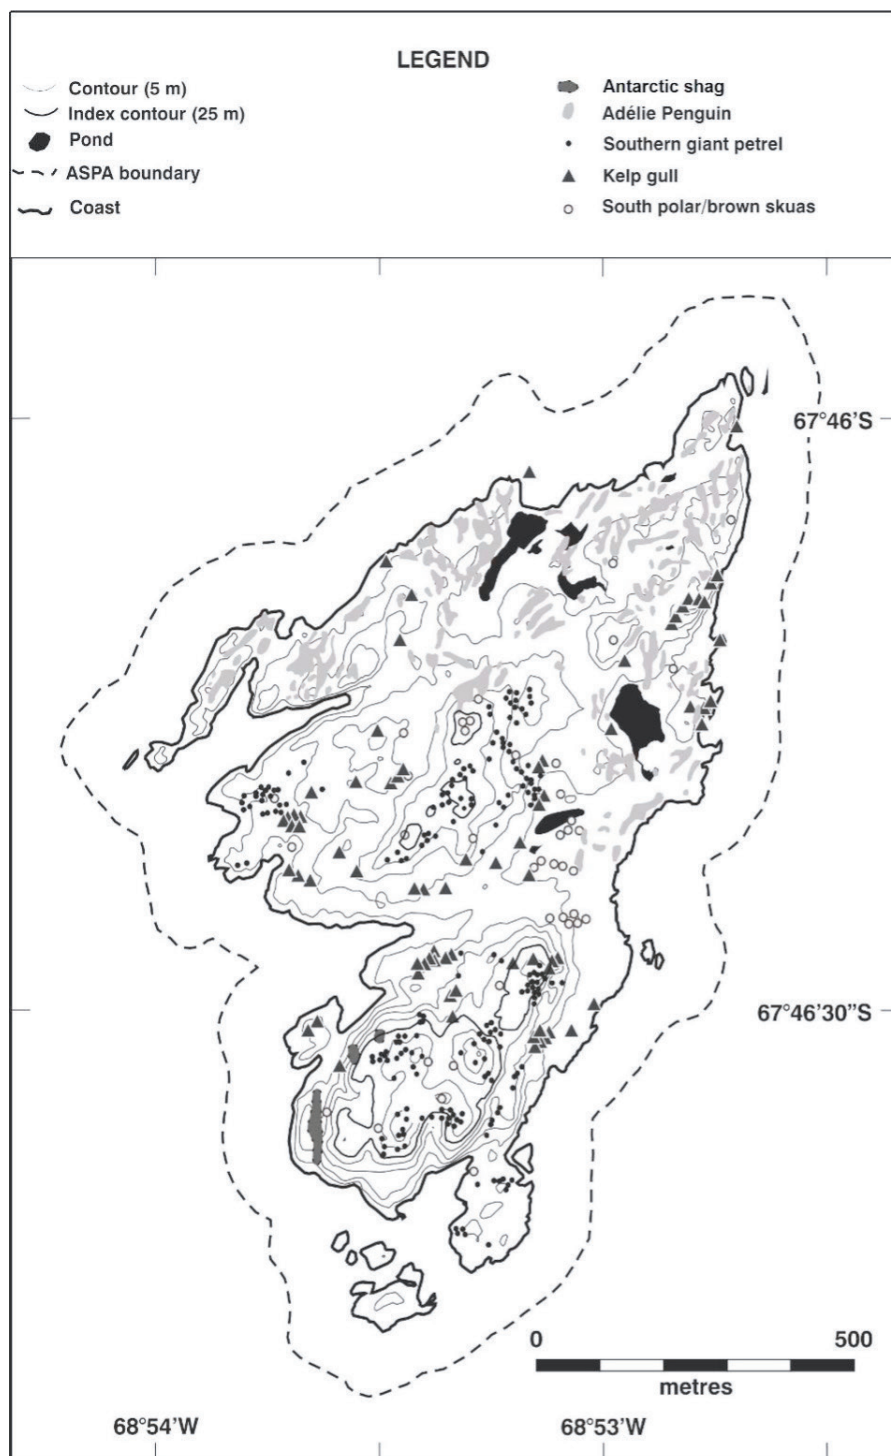 LEGEND
Contour (5 m)
Index contour (25 m)
Pond
ASPA boundary
Coast
Antarctic shag
Adélie Penguin
Southern giant petrel
Kelp gull
South polar/brown skuas
67°46'S
67°46'30"S
0 500
metres
68°54'W 68°53'W